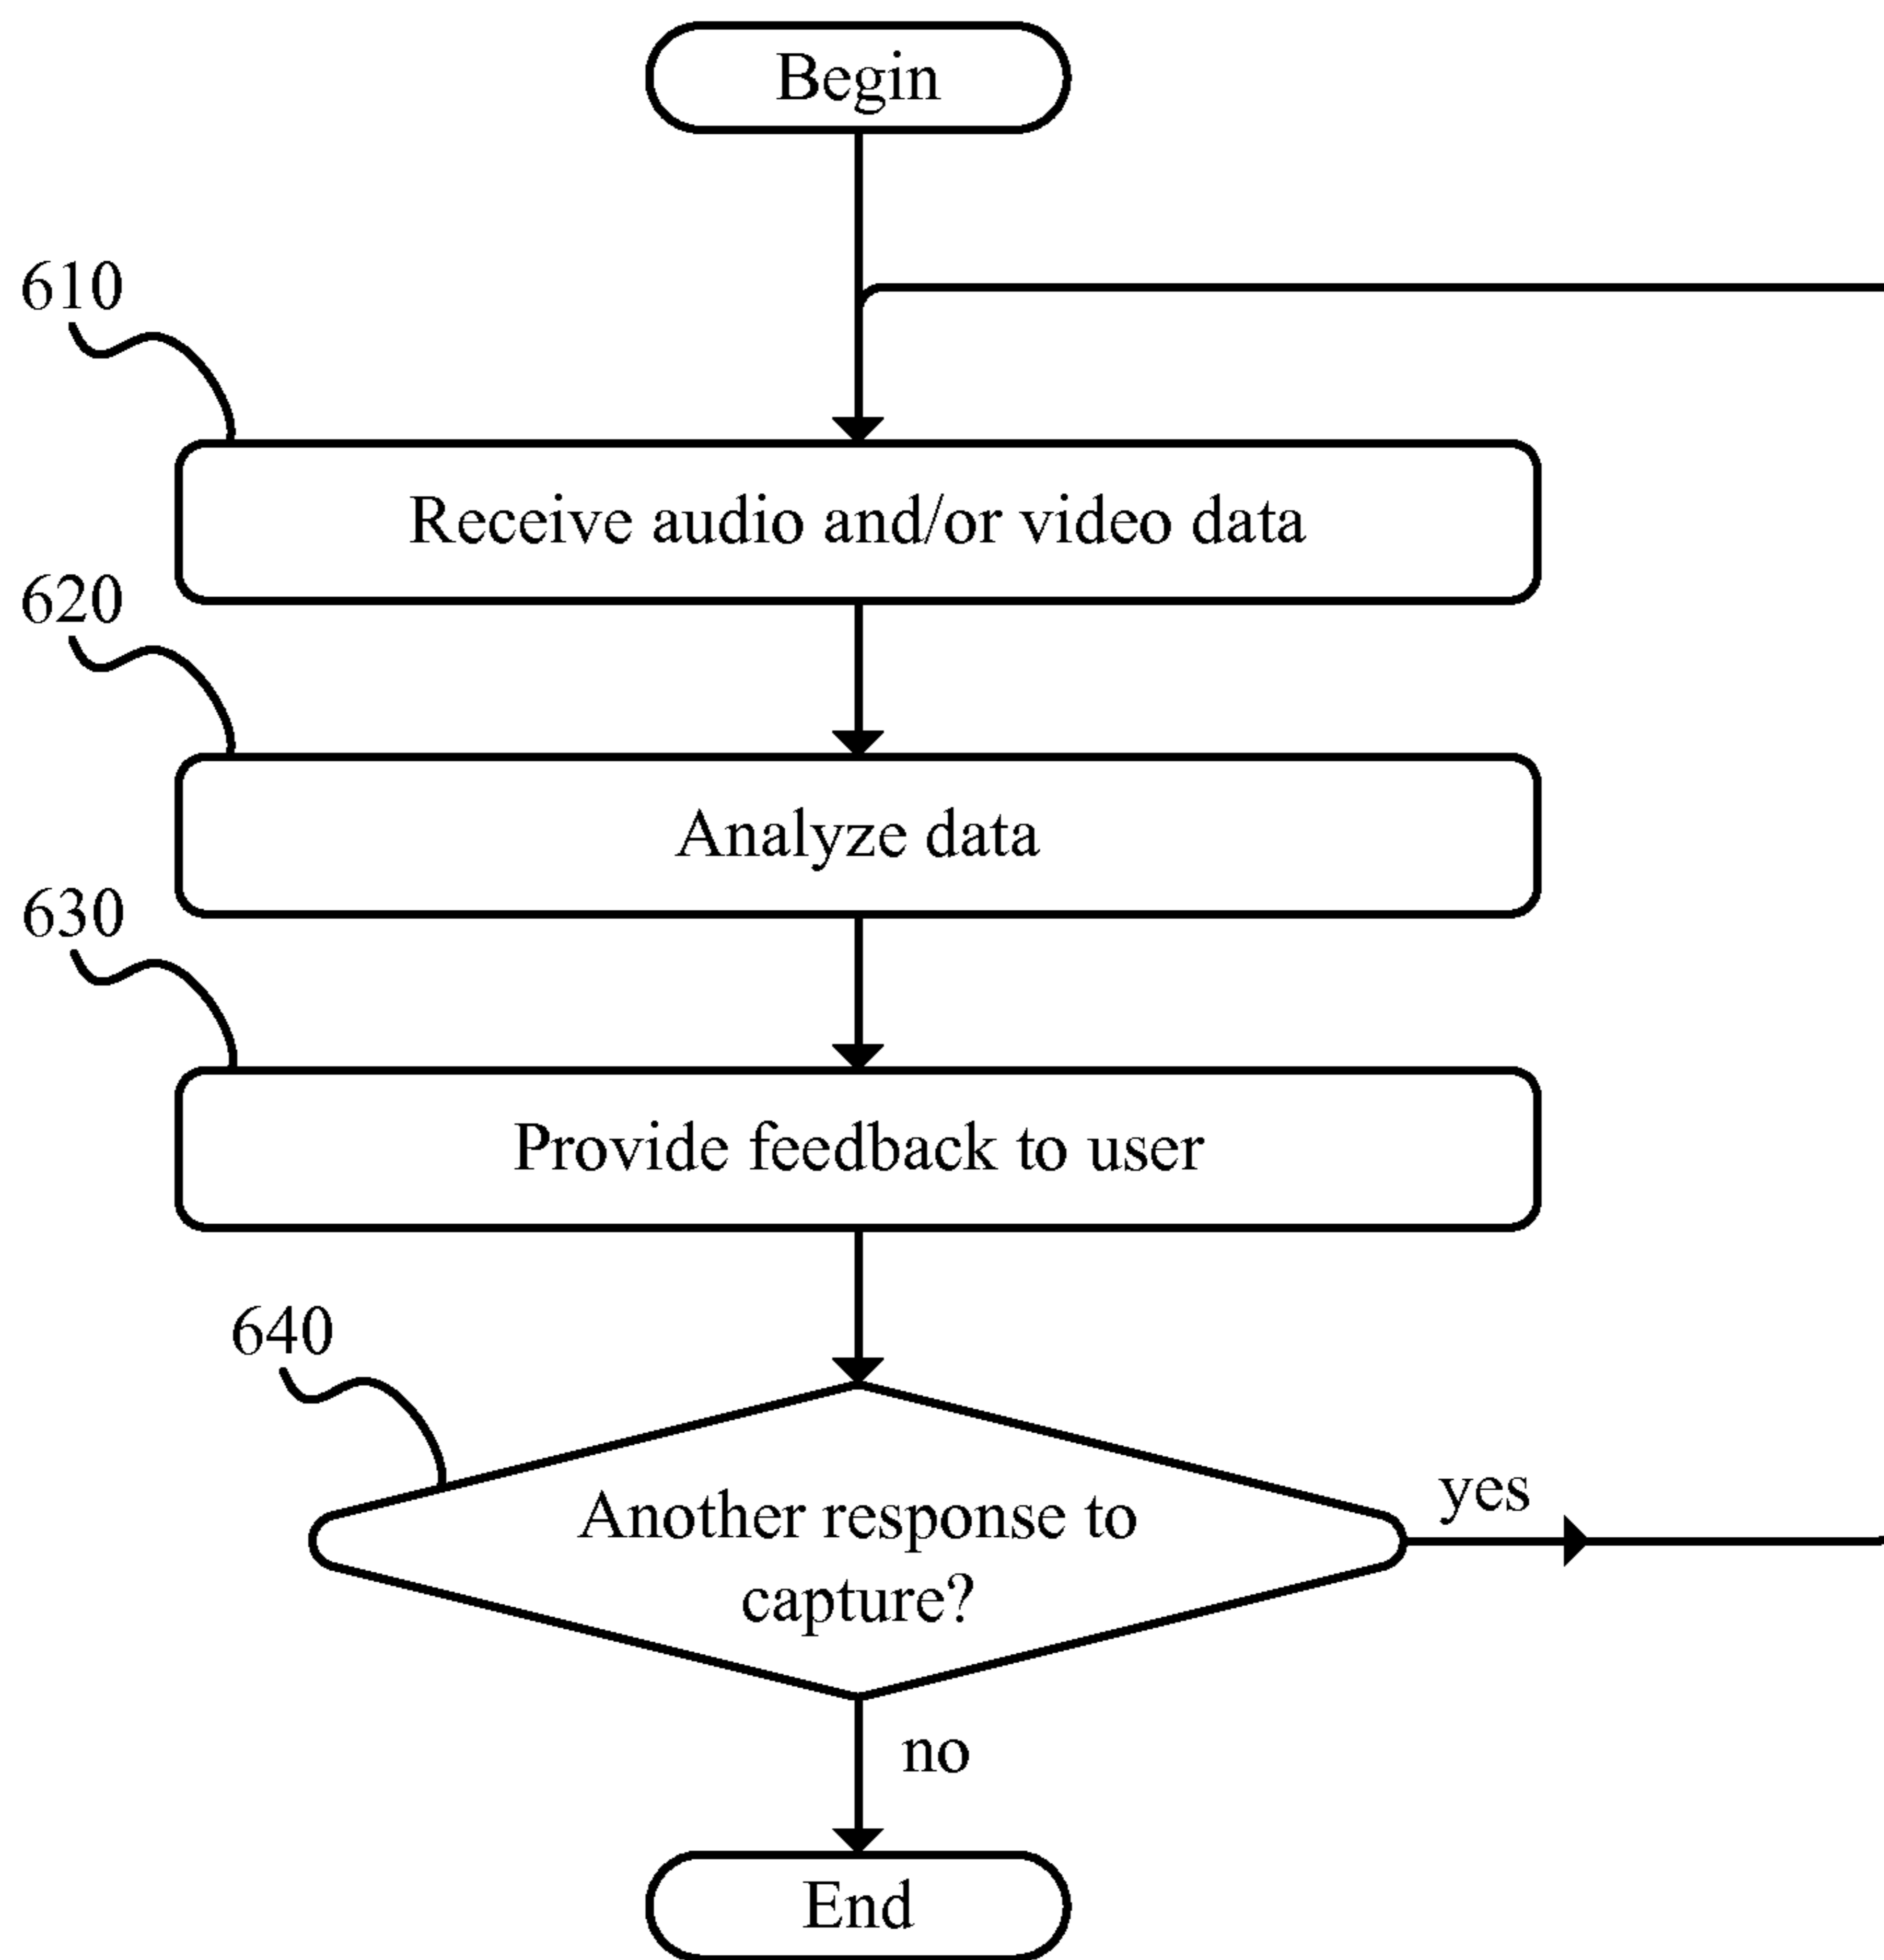 Begin
610
Receive audio and/or video data
620
Analyze data
630
Provide feedback to user
640
Another response to
capture?
yes
no
End